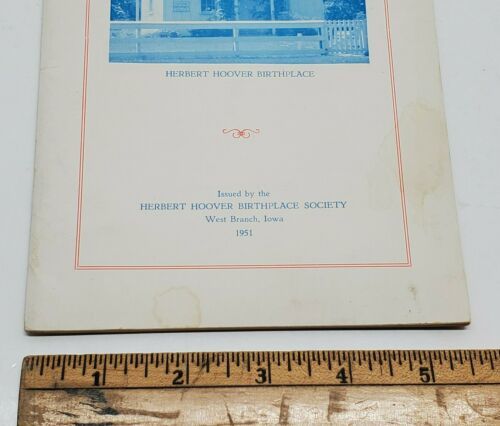 HERBERT HOOVER BIRTHPLACE
Issued by the
HERBERT HOOVER BIRTHPLACE SOCIETY
West Branch, Iowa
1951
1 2 3 4 5